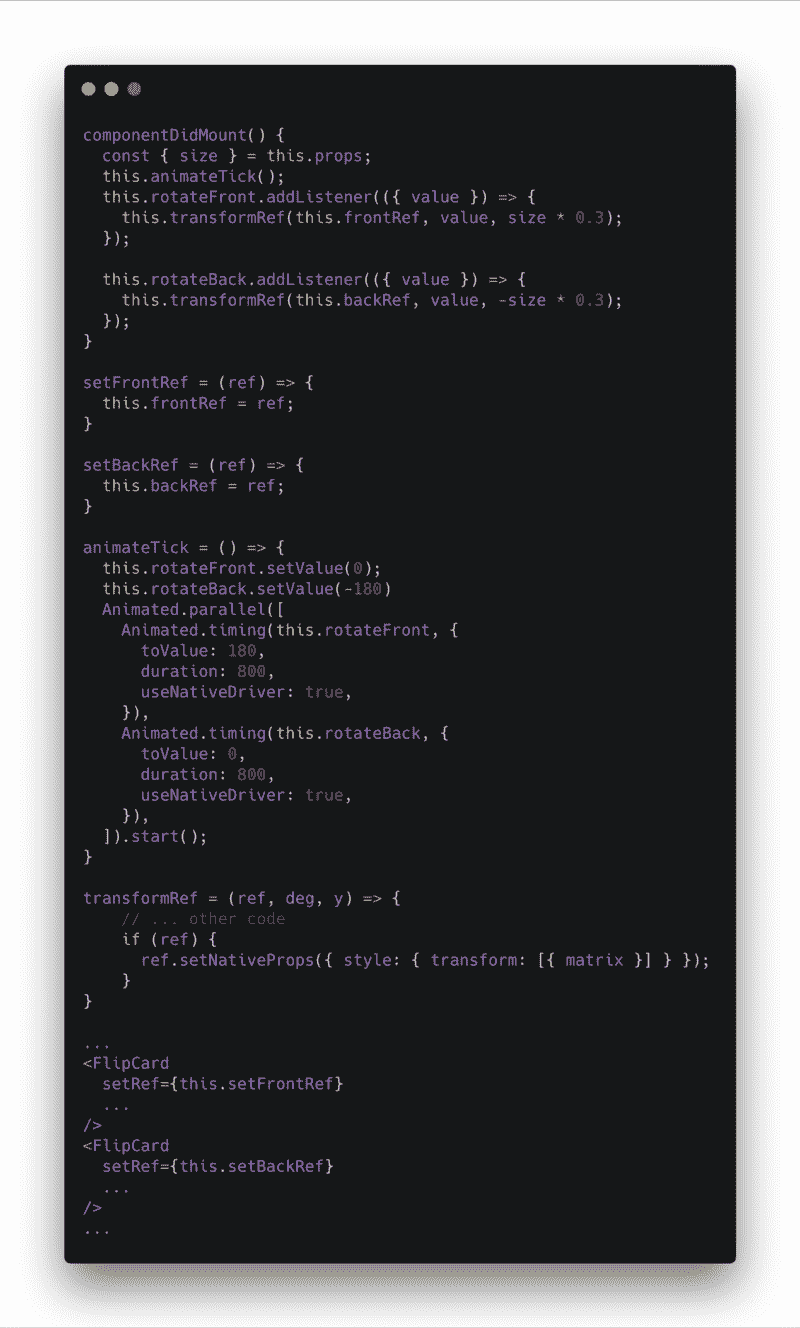 componentDidMount() {
  const { size } = this.props;
  this.animateTick();
  this.rotateFront.addListener(({ value }) => {
    this.transformRef(this.frontRef, value, size * 0.3);
  });

  this.rotateBack.addListener(({ value }) => {
    this.transformRef(this.backRef, value, -size * 0.3);
  });
}

setFrontRef = (ref) => {
  this.frontRef = ref;
}

setBackRef = (ref) => {
  this.backRef = ref;
}

animateTick = () => {
  this.rotateFront.setValue(0);
  this.rotateBack.setValue(-180)
  Animated.parallel([
    Animated.timing(this.rotateFront, {
      toValue: 180,
      duration: 800,
      useNativeDriver: true,
    }),
    Animated.timing(this.rotateBack, {
      toValue: 0,
      duration: 800,
      useNativeDriver: true,
    }),
  ]).start();
}

transformRef = (ref, deg, y) => {
    // ... other code
    if (ref) {
      ref.setNativeProps({ style: { transform: [{ matrix }] } });
    }
}

...
<FlipCard
  setRef={this.setFrontRef}
  ...
/>
<FlipCard
  setRef={this.setBackRef}
  ...
/>
...